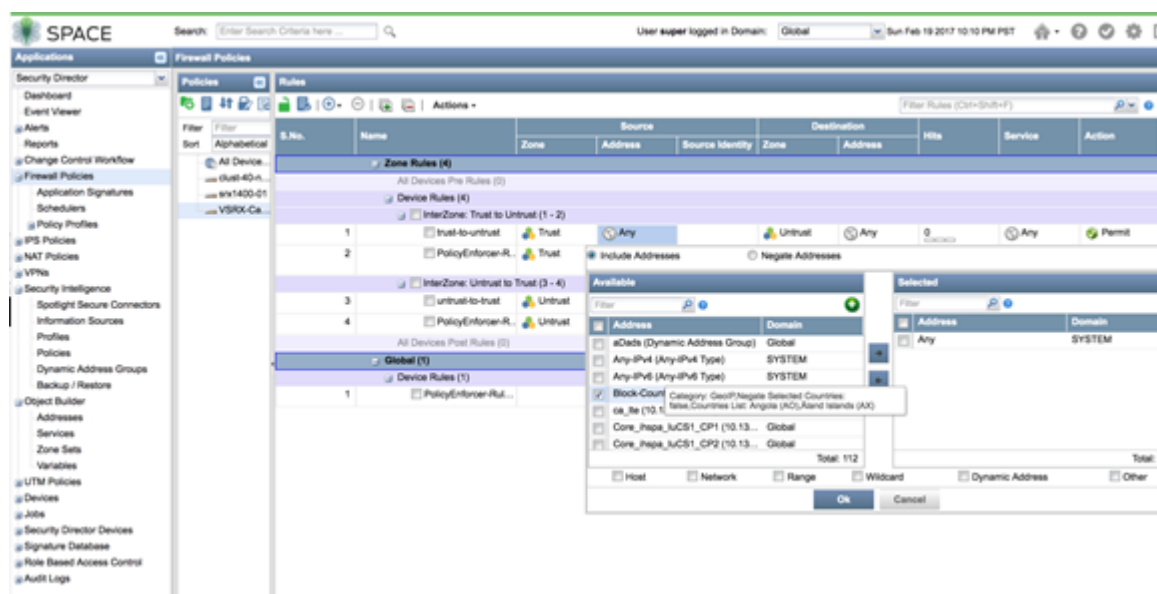 SPACE
Search: Enter Search Criteria here ...
User super logged in Domain: Global
Sun Feb 19 2017 10:10 PM PST
Applications
Firewall Policies
Security Director
Dashboard
Event Viewer
Alerts
Reports
Change Control Workflow
Firewall Policies
Application Signatures
Schedulers
Policy Profiles
IPS Policies
NAT Policies
VPNs
Security Intelligence
Spotlight Secure Connectors
Information Sources
Profiles
Policies
Dynamic Address Groups
Backup / Restore
Object Builder
Addresses
Services
Zone Sets
Variables
UTM Policies
Devices
Jobs
Security Director Devices
Signature Database
Role Based Access Control
Audit Logs
Policies
Filter Filter
Sort Alphabetical
All Device...
clust-40-n...
srx1400-01
VSRX-Ca...
Rules
Actions
Filter Rules (Ctrl+Shift+F)
S.No. Name Source Destination Hits Service Action
Zone Address Source Identity Zone Address
Zone Rules (4)
All Devices Pre Rules (0)
Device Rules (4)
InterZone: Trust to Untrust (1 - 2)
1 trust-to-untrust Trust Any Untrust Any 0 Any Permit
2 PolicyEnforcer-R... Trust
InterZone: Untrust to Trust (3 - 4)
3 untrust-to-trust Untrust
4 PolicyEnforcer-R... Untrust
All Devices Post Rules (0)
Global (1)
Device Rules (1)
1 PolicyEnforcer-Rul...
Include Addresses Negate Addresses
Available
Filter
Address Domain
aDads (Dynamic Address Group) Global
Any-IPv4 (Any-IPv4 Type) SYSTEM
Any-IPv6 (Any-IPv6 Type) SYSTEM
Block-Coun
Category: GeoIP,Negate Selected Countries:
false,Countries List: Angola (AO),Åland Islands (AX)
ca_lte (10.1
Core_ihspa_luCS1_CP1 (10.13... Global
Core_ihspa_luCS1_CP2 (10.13... Global
Total: 112
Selected
Filter
Address Domain
Any SYSTEM
Total:
Host Network Range Wildcard Dynamic Address Other
Ok Cancel